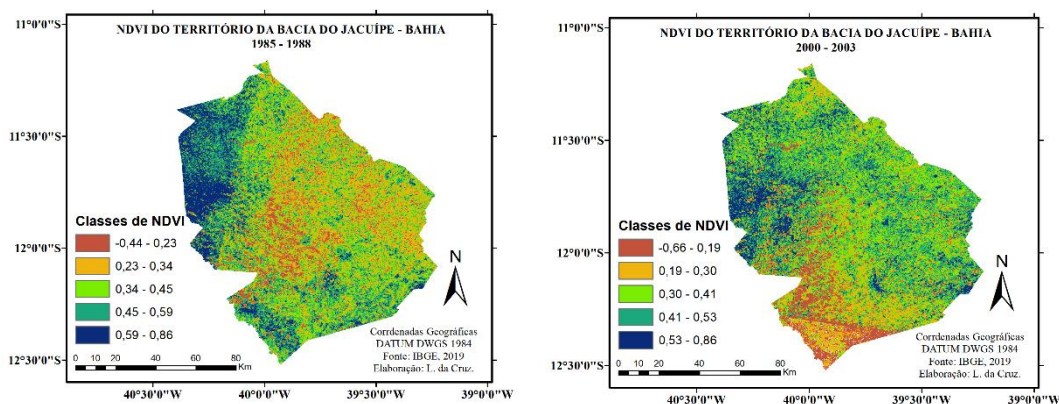 NDVI DO TERRITÓRIO DA BACIA DO JACUÍPE - BAHIA
1985 - 1988
11°0'0"S
11°30'0"S
12°0'0"S
12°30'0"S
Classes de NDVI
-0,44 - 0,23
0,23 - 0,34
0,34 - 0,45
0,45 - 0,59
0,59 - 0,86
N
Corrdenadas Geográficas
DATUM DWGS 1984
Fonte: IBGE, 2019
Elaboração: L. da Cruz.
0 10 20 40 60 80
Km
40°30'0"W 40°0'0"W 39°30'0"W 39°0'0"W
NDVI DO TERRITÓRIO DA BACIA DO JACUÍPE - BAHIA
2000 - 2003
11°0'0"S
11°30'0"S
12°0'0"S
12°30'0"S
Classes de NDVI
-0,66 - 0,19
0,19 - 0,30
0,30 - 0,41
0,41 - 0,53
0,53 - 0,86
N
Corrdenadas Geográficas
DATUM DWGS 1984
Fonte: IBGE, 2019
Elaboração: L. da Cruz.
0 10 20 40 60 80
Km
40°30'0"W 40°0'0"W 39°30'0"W 39°0'0"W